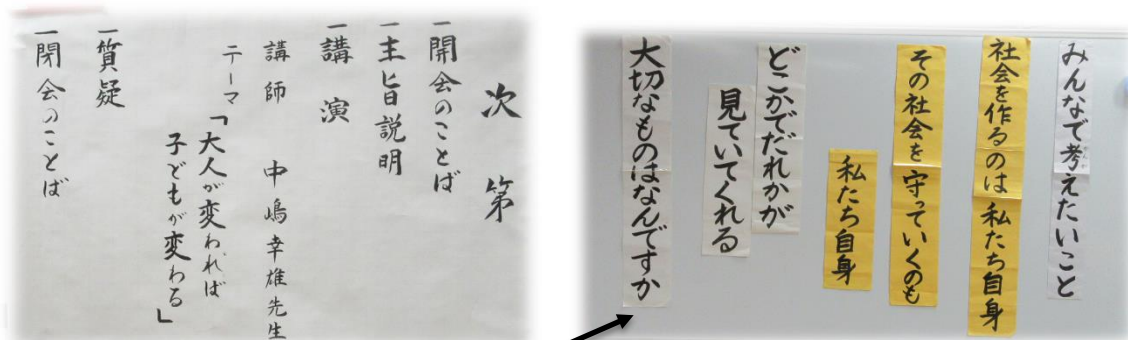 次第
一開会のことば
一主旨説明
一講演
講師 中嶋幸雄先生
テーマ「大人が変われば
子どもが変わる」
一質疑
一閉会のことば
みんなで考えたいこと
社会を作るのは私たち自身
その社会を守っていくのも
私たち自身
どこかでだれかが
見ていてくれる
大切なものはなんですか